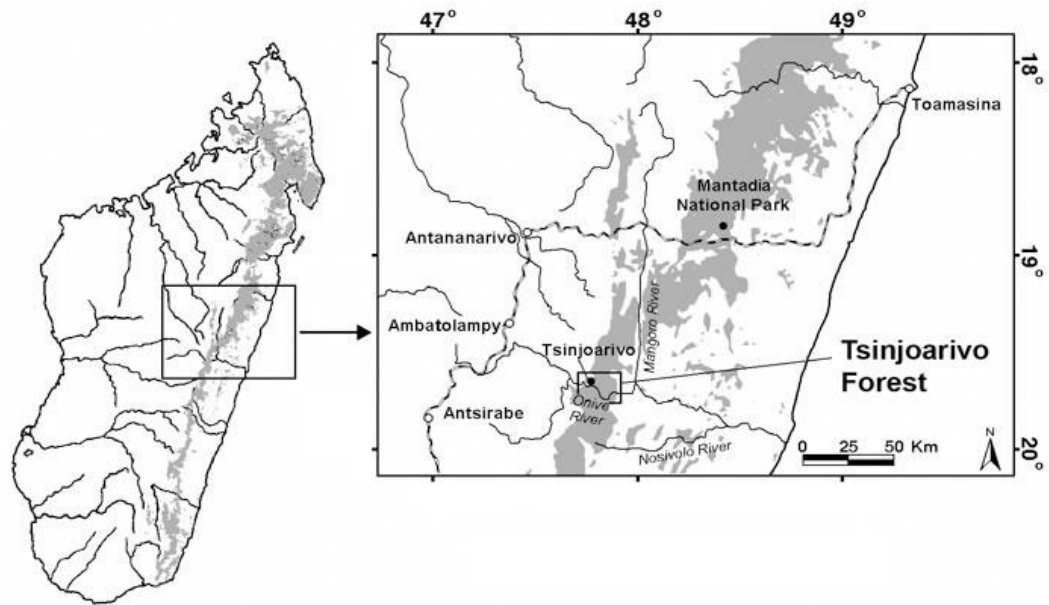 47°
48°
49°
18°
Toamasina
Mantadia
National Park
Antananarivo
19°
Mangoro River
Ambatolampy
Tsinjoarivo
Tsinjoarivo
Forest
Onive
River
Antsirabe
Nosivolo River
N
0 25 50 Km
20°